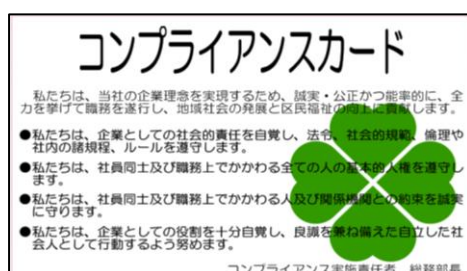 コンプライアンスカード
私たちは、当社の企業理念を実現するため、誠実・公正かつ能率的に、全
力を挙げて職務を遂行し、地域社会の発展と区民福祉の向上に貢献します。
●私たちは、企業としての社会的責任を自覚し、法令、社会的規範、倫理や
社内の諸規程、ルールを遵守します。
●私たちは、社員同士及び職務上でかかわる全ての人の基本的人権を遵守し
ます。
●私たちは、社員同士及び職務上でかかわる人及び関係機関との約束を誠実
に守ります。
●私たちは、企業としての役割を十分自覚し、良識を兼ね備えた自立した社
会人として行動するよう努めます。
コンプライアンス実施責任者 総務部長